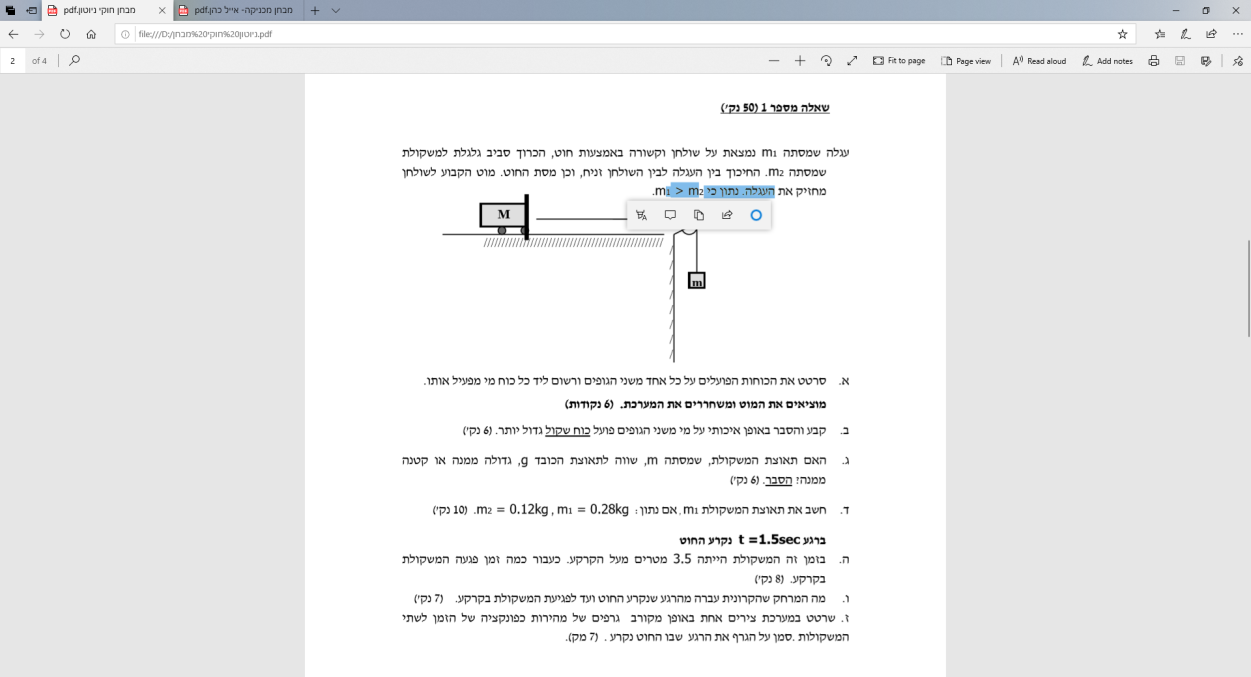 מבחן חוקי ניוטון.pdf
מבחן מכניקה- אייל כהן.pdf
file:///D:/מבחן%20חוקי%20ניוטון.pdf
2 of 4
Fit to page
Page view
Read aloud
Add notes
שאלה מספר 1 (50 נק')
עגלה שמסתה m1 נמצאת על שולחן וקשורה באמצעות חוט, הכרוך סביב גלגלת למשקולת
שמסתה m2. החיכוך בין העגלה לבין השולחן זניח, וכן מסת החוט. מוט הקבוע לשולחן
מחזיק את העגלה. נתון כי m1 > m2.
M
m
א. סרטט את הכוחות הפועלים על כל אחד משני הגופים ורשום ליד כל כוח מי מפעיל אותו.
מוציאים את המוט ומשחררים את המערכת. (6 נקודות)
ב. קבע והסבר באופן איכותי על מי משני הגופים פועל כוח שקול גדול יותר. (6 נק')
ג. האם תאוצת המשקולת, שמסתה m, שווה לתאוצת הכובד g, גדולה ממנה או קטנה
ממנה? הסבר. (6 נק')
ד. חשב את תאוצת המשקולת m1, אם נתון: m2 = 0.12kg , m1 = 0.28kg. (10 נק')
ברגע t =1.5sec נקרע החוט
ה. בזמן זה המשקולת הייתה 3.5 מטרים מעל הקרקע. כעבור כמה זמן פגעה המשקולת
בקרקע. (8 נק')
ו. מה המרחק שהקרונית עברה מהרגע שנקרע החוט ועד לפגיעת המשקולת בקרקע. (7 נק')
ז. שרטט במערכת צירים אחת באופן מקורב גרפים של מהירות כפונקציה של הזמן לשתי
המשקולות .סמן על הגרף את הרגע שבו החוט נקרע . (7 מק).